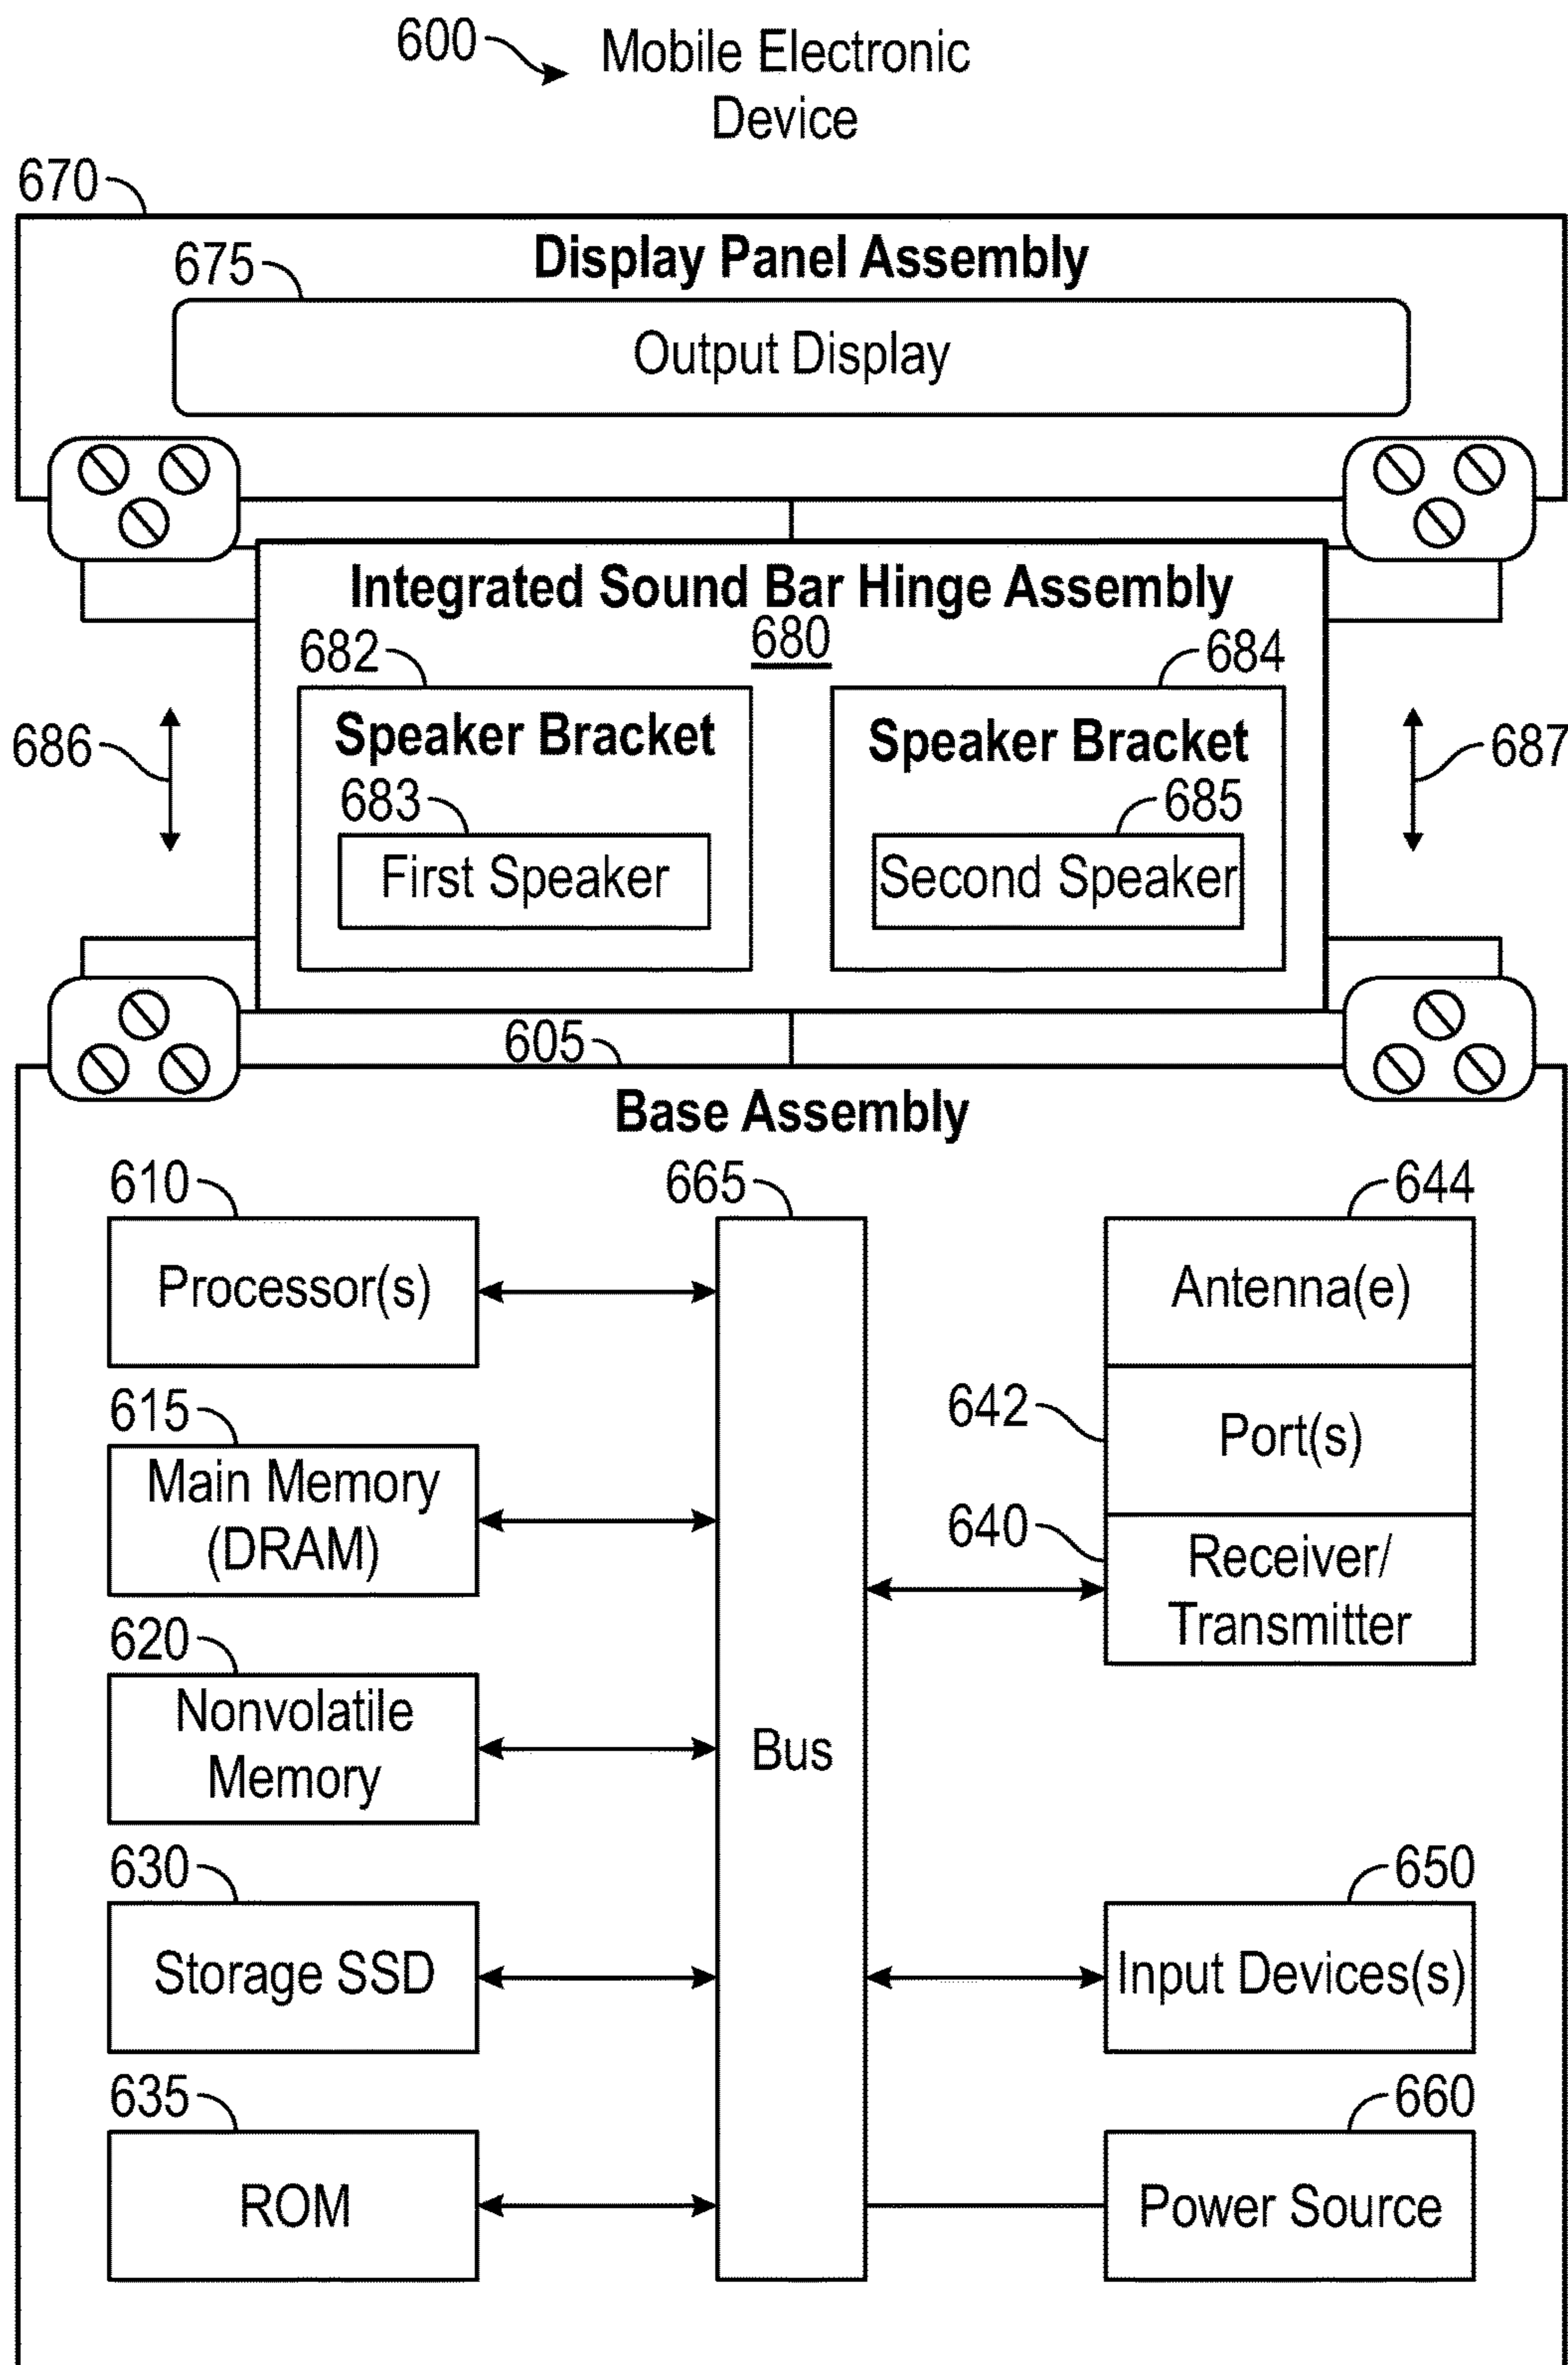 600 Mobile Electronic
Device
670
Display Panel Assembly
675
Output Display
Integrated Sound Bar Hinge Assembly
680
682
684
Speaker Bracket
Speaker Bracket
686
687
683
685
First Speaker
Second Speaker
605
Base Assembly
610
665
644
Processor(s)
Antenna(e)
615
642
Port(s)
Main Memory
(DRAM)
640
Receiver/
Transmitter
620
Nonvolatile
Memory
Bus
630
650
Storage SSD
Input Devices(s)
635
660
ROM
Power Source